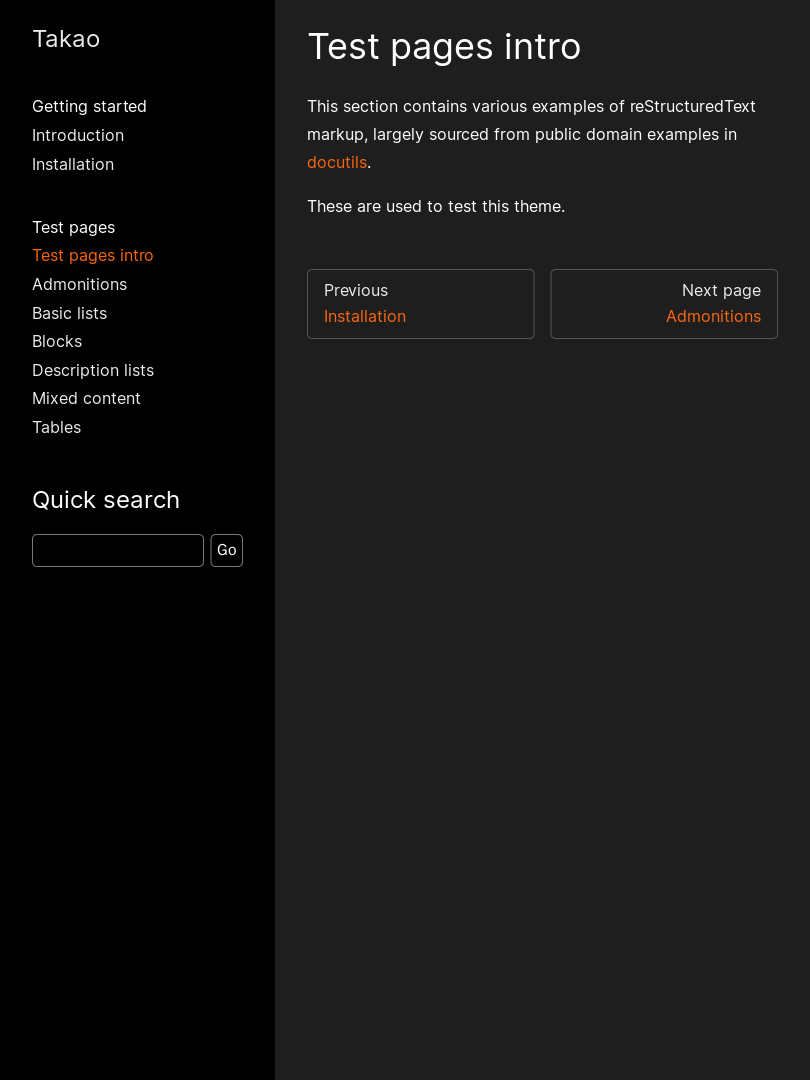 Takao
Getting started
Introduction
Installation
Test pages
Test pages intro
Admonitions
Basic lists
Blocks
Description lists
Mixed content
Tables
Quick search
Go
Test pages intro
This section contains various examples of reStructuredText
markup, largely sourced from public domain examples in
docutils.
These are used to test this theme.
Previous
Installation
Next page
Admonitions